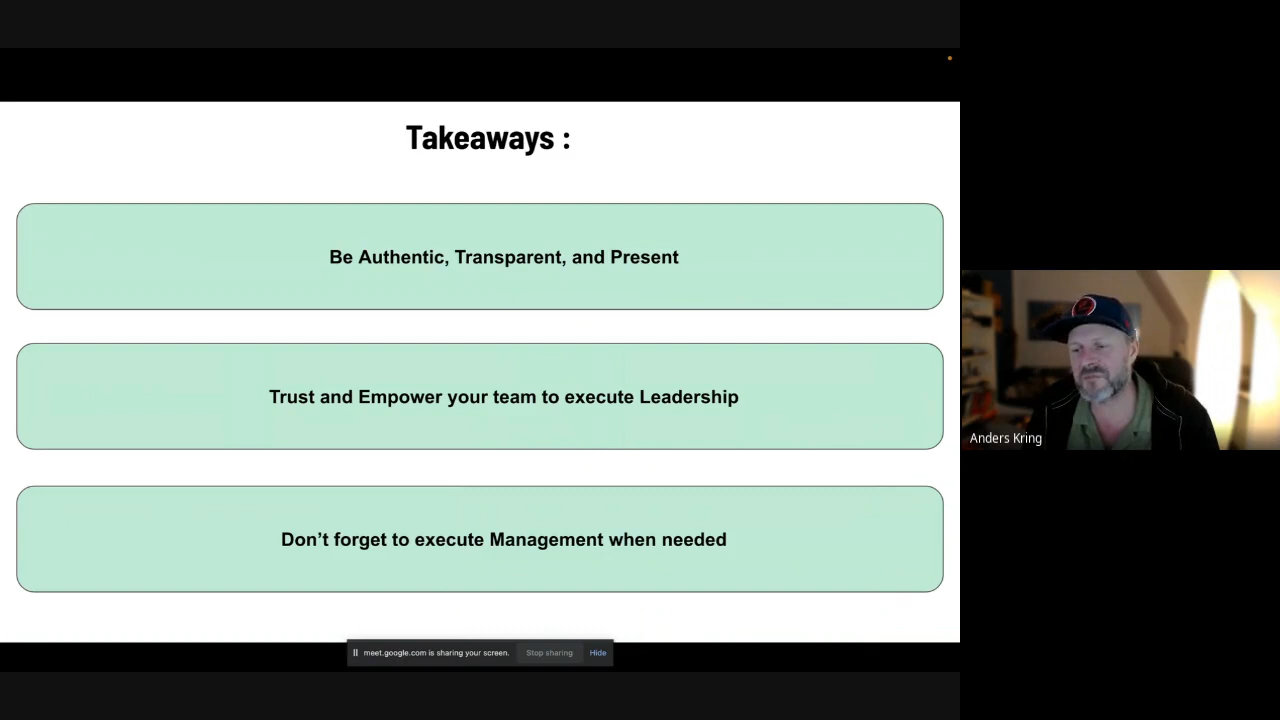 Takeaways :
Be Authentic, Transparent, and Present
Trust and Empower your team to execute Leadership
Don’t forget to execute Management when needed
Anders Kring
meet.google.com is sharing your screen. Stop sharing Hide